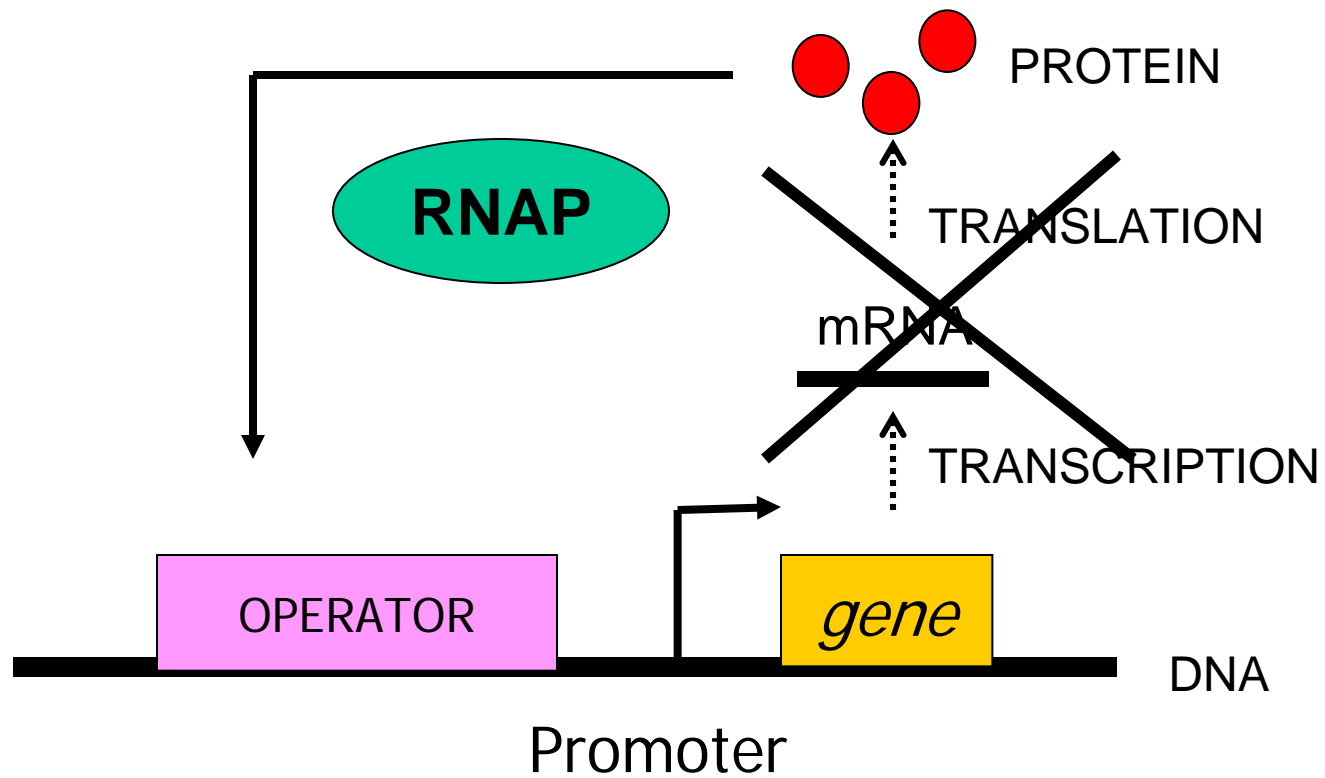 PROTEIN
RNAP
TRANSLATION
mRNA
TRANSCRIPTION
OPERATOR
gene
DNA
Promoter